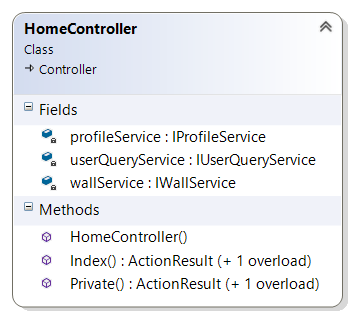 HomeController
Class
Controller
Fields
profileService : IProfileService
userQueryService : IUserQueryService
wallService : IWallService
Methods
HomeController()
Index() : ActionResult (+ 1 overload)
Private() : ActionResult (+ 1 overload)